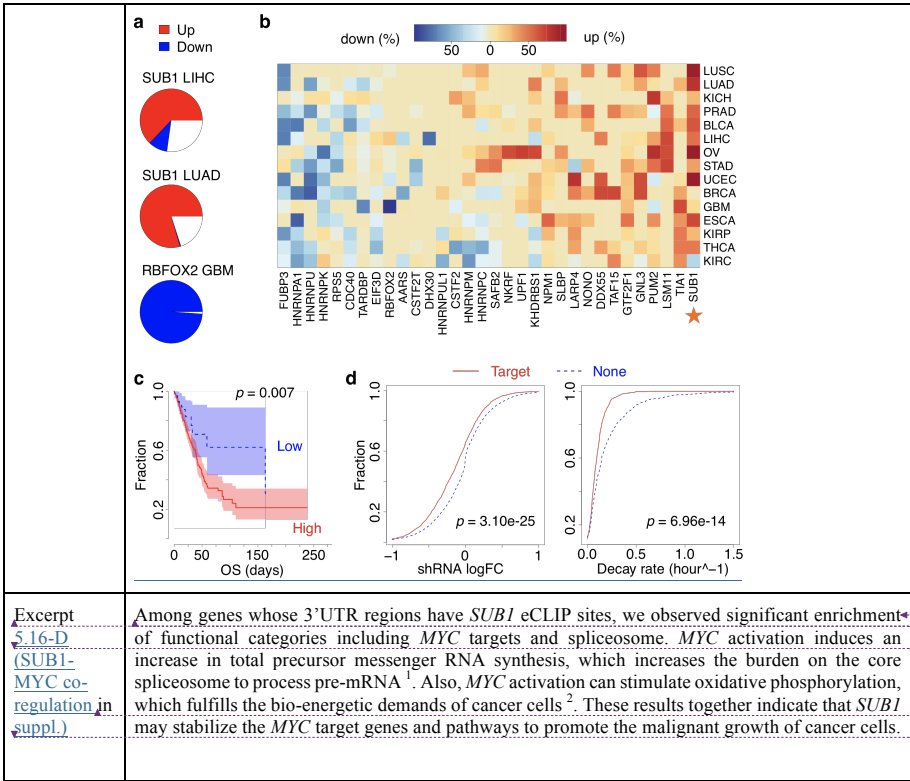 a
Up
Down
SUB1 LIHC
SUB1 LUAD
RBFOX2 GBM
b
down (%)
50 0 50
up (%)
LUSC
LUAD
KICH
PRAD
BLCA
LIHC
OV
STAD
UCEC
BRCA
GBM
ESCA
KIRP
THCA
KIRC
FUBP3
HNRNPA1
HNRNPU
HNRNPK
RPS5
CDC40
TARDBP
EIF3D
RBFOX2
AARS
CSTF2T
DHX30
HNRNPUL1
CSTF2
HNRNPM
HNRNPC
SAFB2
NKRF
UPF1
KHDRBS1
NPM1
SLBP
LARP4
NONO
DDX55
TAF15
GTF2F1
GNL3
PUM2
LSM11
TIA1
SUB1
c
p = 0.007
Low
High
Fraction
1.0
0.6
0.2
0 50 150 250
OS (days)
d
Target
None
Fraction
1.0
0.6
0.2
p = 3.10e-25
−1 0 1
shRNA logFC
1.0
0.6
0.2
p = 6.96e-14
0.0 0.5 1.0 1.5
Decay rate (hour^−1)
Excerpt
5.16-D
(SUB1-
MYC co-
regulation in
suppl.)
Among genes whose 3’UTR regions have SUB1 eCLIP sites, we observed significant enrichment
of functional categories including MYC targets and spliceosome. MYC activation induces an
increase in total precursor messenger RNA synthesis, which increases the burden on the core
spliceosome to process pre-mRNA 1. Also, MYC activation can stimulate oxidative phosphorylation,
which fulfills the bio-energetic demands of cancer cells 2. These results together indicate that SUB1
may stabilize the MYC target genes and pathways to promote the malignant growth of cancer cells.